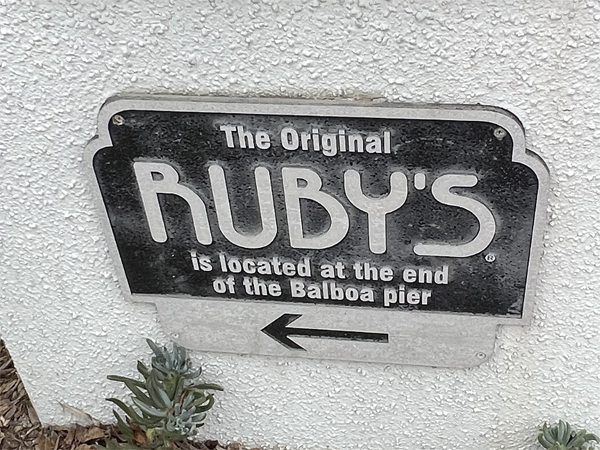 The Original
RUBY'S®
is located at the end
of the Balboa pier